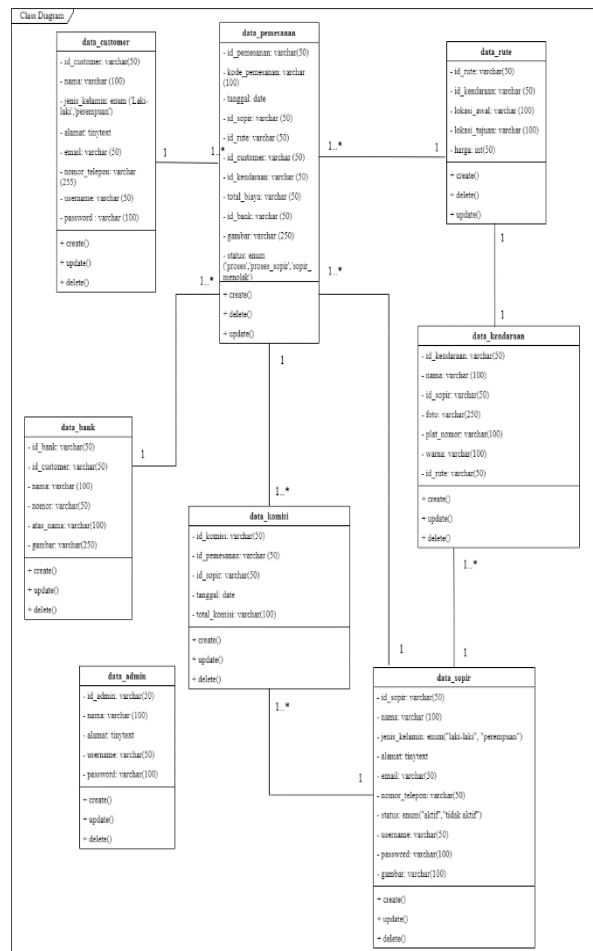 Class Diagram
data_customer
- id_customer: varchar(50)
- nama: varchar (100)
- jenis_kelamin: enum ('Laki-
laki','perempuan')
- alamat: tinytext
- email: varchar (50)
- nomor_telepon: varchar
(255)
- username: varchar (50)
- password : varchar (100)
+ create()
+ update()
+ delete()
data_pemesanan
- id_pemesanan: varchar(50)
- kode_pemesanan: varchar
(100)
- tanggal: date
- id_sopir: varchar (50)
- id_rute: varchar (50)
- id_customer: varchar (50)
- id_kendaraan: varchar (50)
- total_biaya: varchar (50)
- id_bank: varchar (50)
- gambar: varchar (250)
- status: enum
('proses','proses_sopir','sopir_
menolak')
+ create()
+ delete()
+ update()
data_rute
- id_rute: varchar(50)
- id_kendaraan: varchar (50)
- lokasi_awal: varchar (100)
- lokasi_tujuan: varchar (100)
- harga: int(50)
+ create()
+ delete()
+ update()
1
1..*
1..*
1
1..*
1..*
1
1
1
1
data_kendaraan
- id_kendaraan: varchar(50)
- nama: varchar (100)
- id_sopir: varchar(50)
- foto: varchar(250)
- plat_nomor: varchar(100)
- warna: varchar(100)
- id_rute: varchar(50)
+ create()
+ update()
+ delete()
data_bank
- id_bank: varchar(50)
- id_customer: varchar(50)
- nama: varchar (100)
- nomor: varchar(50)
- atas_nama: varchar(100)
- gambar: varchar(250)
+ create()
+ update()
+ delete()
1..*
data_komisi
- id_komisi: varchar(50)
- id_pemesanan: varchar (50)
- id_sopir: varchar(50)
- tanggal: date
- total_komisi: varchar(100)
+ create()
+ update()
+ delete()
1..*
1
1
1..*
1
data_admin
- id_admin: varchar(50)
- nama: varchar (100)
- alamat: tinytext
- username: varchar(50)
- password: varchar(100)
+ create()
+ update()
+ delete()
data_sopir
- id_sopir: varchar(50)
- nama: varchar (100)
- jenis_kelamin: enum("laki-laki", "perempuan")
- alamat: tinytext
- email: varchar(50)
- nomor_telepon: varchar(50)
- status: enum("aktif","tidak aktif")
- username: varchar(50)
- password: varchar(100)
- gambar: varchar(100)
+ create()
+ update()
+ delete()